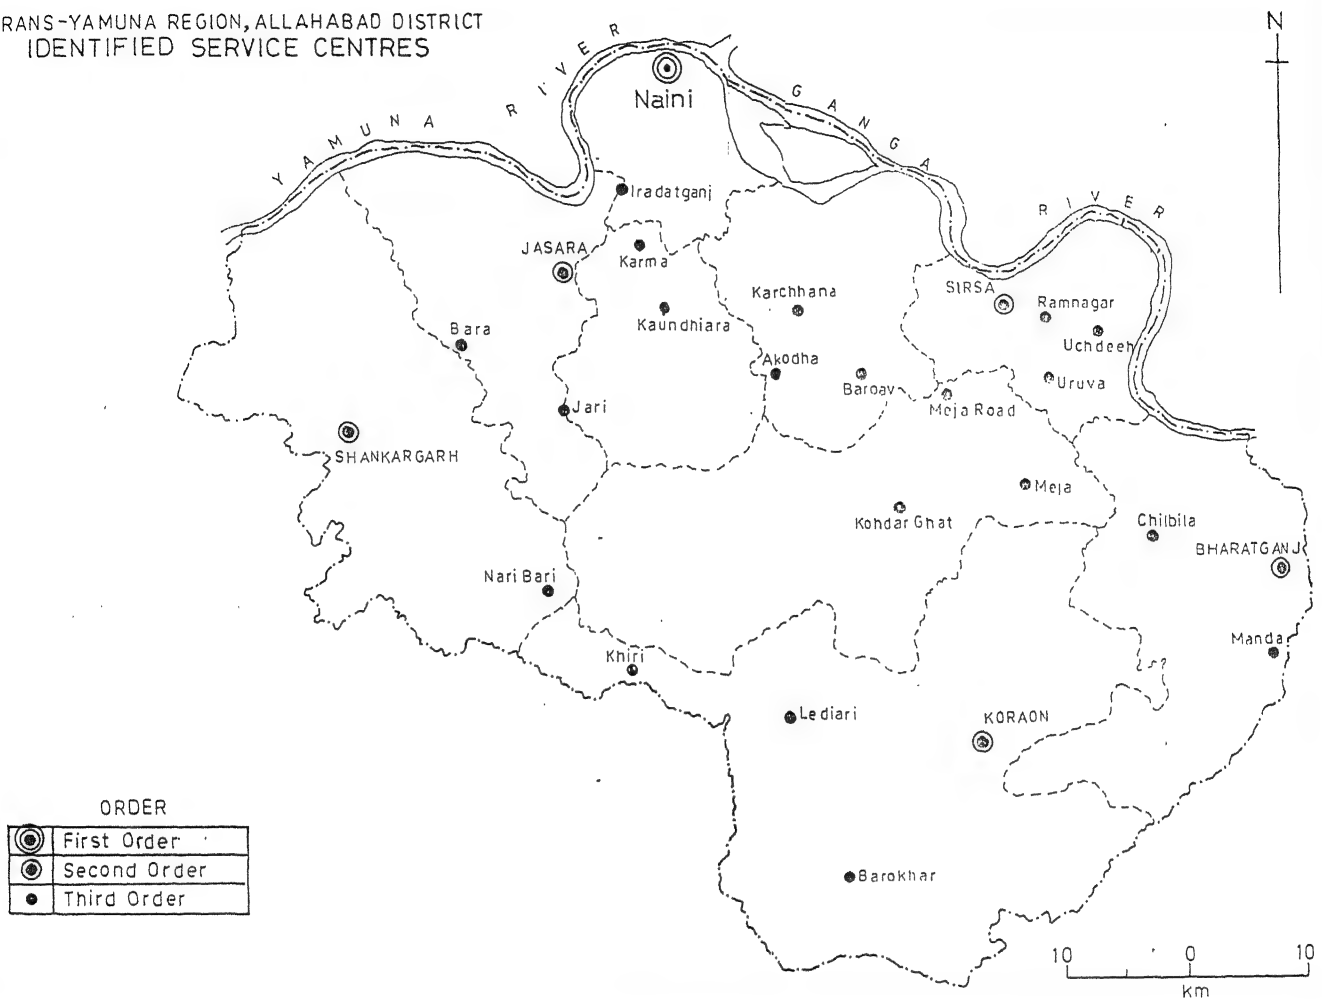 RANS-YAMUNA REGION, ALLAHABAD DISTRICT
IDENTIFIED SERVICE CENTRES
N
YAMUNA RIVER
GANGA RIVER
Naini
Iradatganj
JASARA
Karma
Kaundhiara
Karchhana
SIRSA
Ramnagar
Uchdeeh
Bara
Akodha
Baroav
Meja Road
Uruva
Jari
SHANKARGARH
Meja
Kohdar Ghat
Chilbila
BHARATGANJ
Nari Bari
Manda
Khiri
Lediari
KORAON
Barokhar
ORDER
First Order
Second Order
Third Order
10 0 10
Km